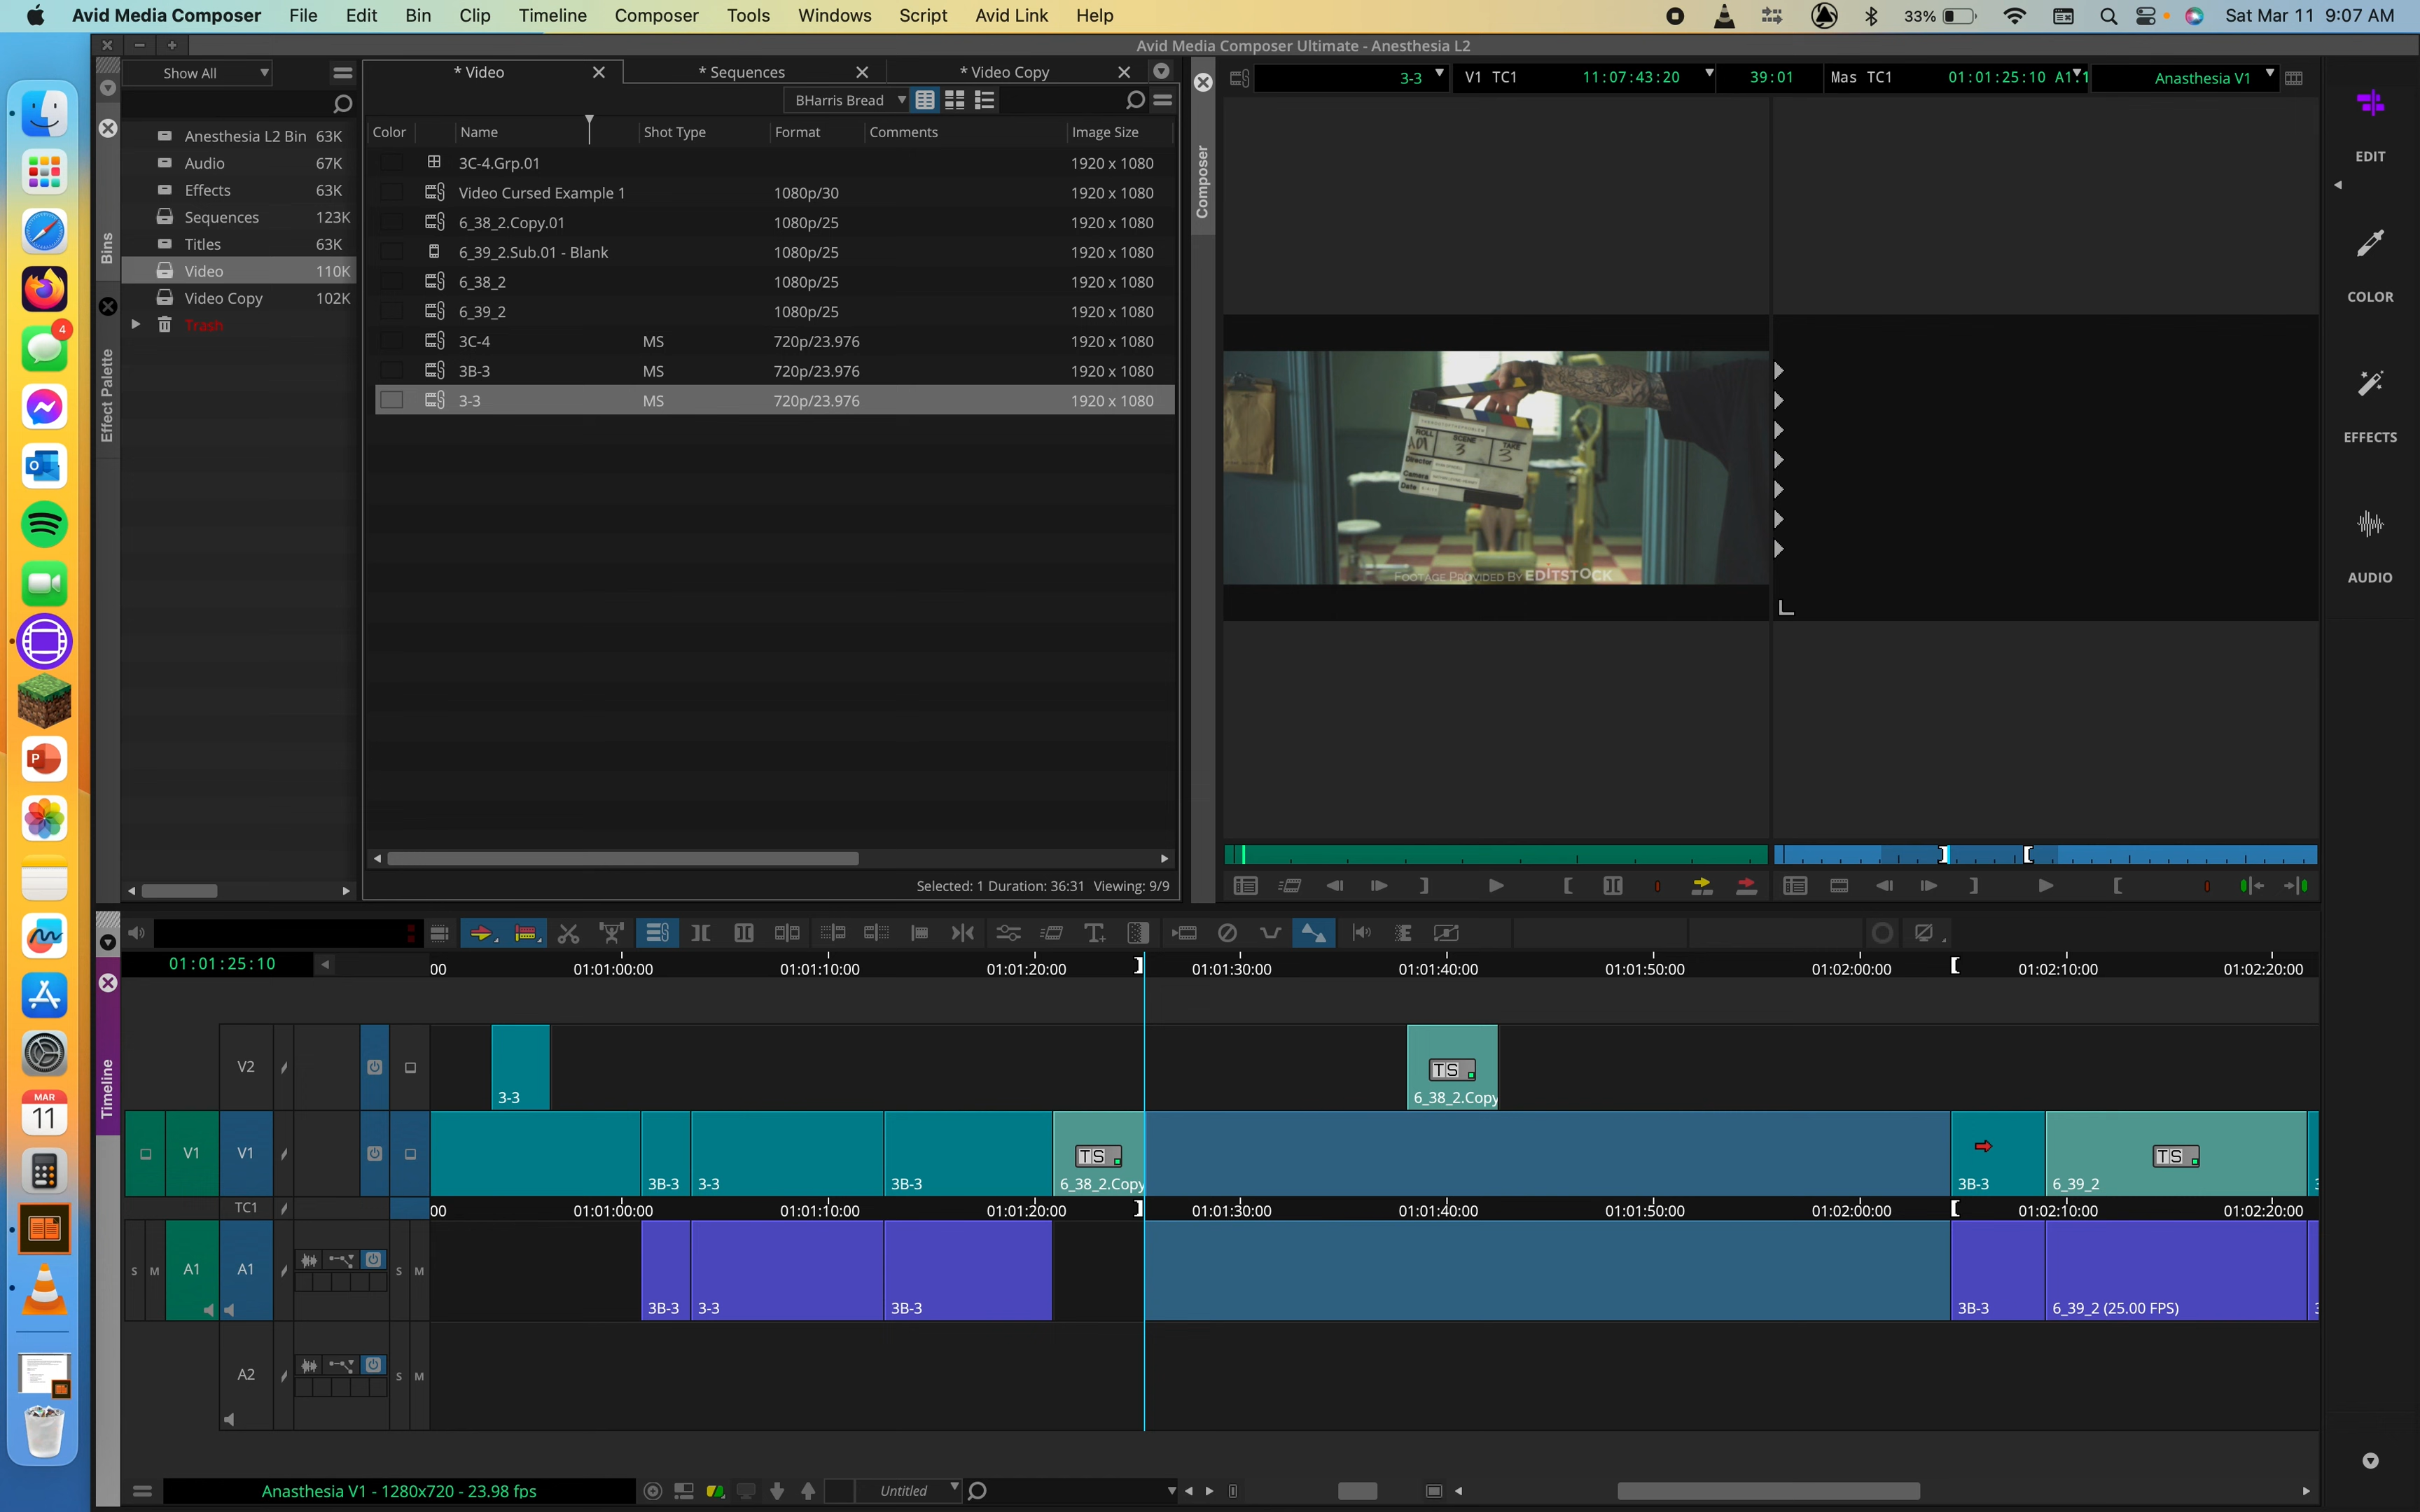 Avid Media Composer File Edit Bin Clip Timeline Composer Tools Windows Script Avid Link Help 33% Sat Mar 11 9:07 AM
Avid Media Composer Ultimate - Anesthesia L2
Show All
Anesthesia L2 Bin 63K
Audio 67K
Effects 63K
Sequences 123K
Titles 63K
Video 110K
Video Copy 102K
Trash
Bins
Effect Palette
* Video * Sequences * Video Copy
BHarris Bread
Color Name Shot Type Format Comments Image Size
3C-4.Grp.01 1920 x 1080
Video Cursed Example 1 1080p/30 1920 x 1080
6_38_2.Copy.01 1080p/25 1920 x 1080
6_39_2.Sub.01 - Blank 1080p/25 1920 x 1080
6_38_2 1080p/25 1920 x 1080
6_39_2 1080p/25 1920 x 1080
3C-4 MS 720p/23.976 1920 x 1080
3B-3 MS 720p/23.976 1920 x 1080
3-3 MS 720p/23.976 1920 x 1080
Selected: 1 Duration: 36:31 Viewing: 9/9
Composer
3-3 V1 TC1 11:07:43:20 39:01 Mas TC1 01:01:25:10 A1 1 Anasthesia V1
ROLL SCENE TAKE
A01 3 3
Director
Camera
Date
FOOTAGE PROVIDED BY EDITSTOCK
EDIT
COLOR
EFFECTS
AUDIO
4
MAR
11
Timeline
01:01:25:10
00 01:01:00:00 01:01:10:00 01:01:20:00 01:01:30:00 01:01:40:00 01:01:50:00 01:02:00:00 01:02:10:00 01:02:20:00
V2
3-3 TS 6_38_2.Copy
V1 V1
3B-3 3-3 3B-3 TS 6_38_2.Copy 3B-3 TS 6_39_2
TC1 00 01:01:00:00 01:01:10:00 01:01:20:00 01:01:30:00 01:01:40:00 01:01:50:00 01:02:00:00 01:02:10:00 01:02:20:00
S M A1 A1 S M
3B-3 3-3 3B-3 3B-3 6_39_2 (25.00 FPS)
A2 S M
Anasthesia V1 - 1280x720 - 23.98 fps Untitled